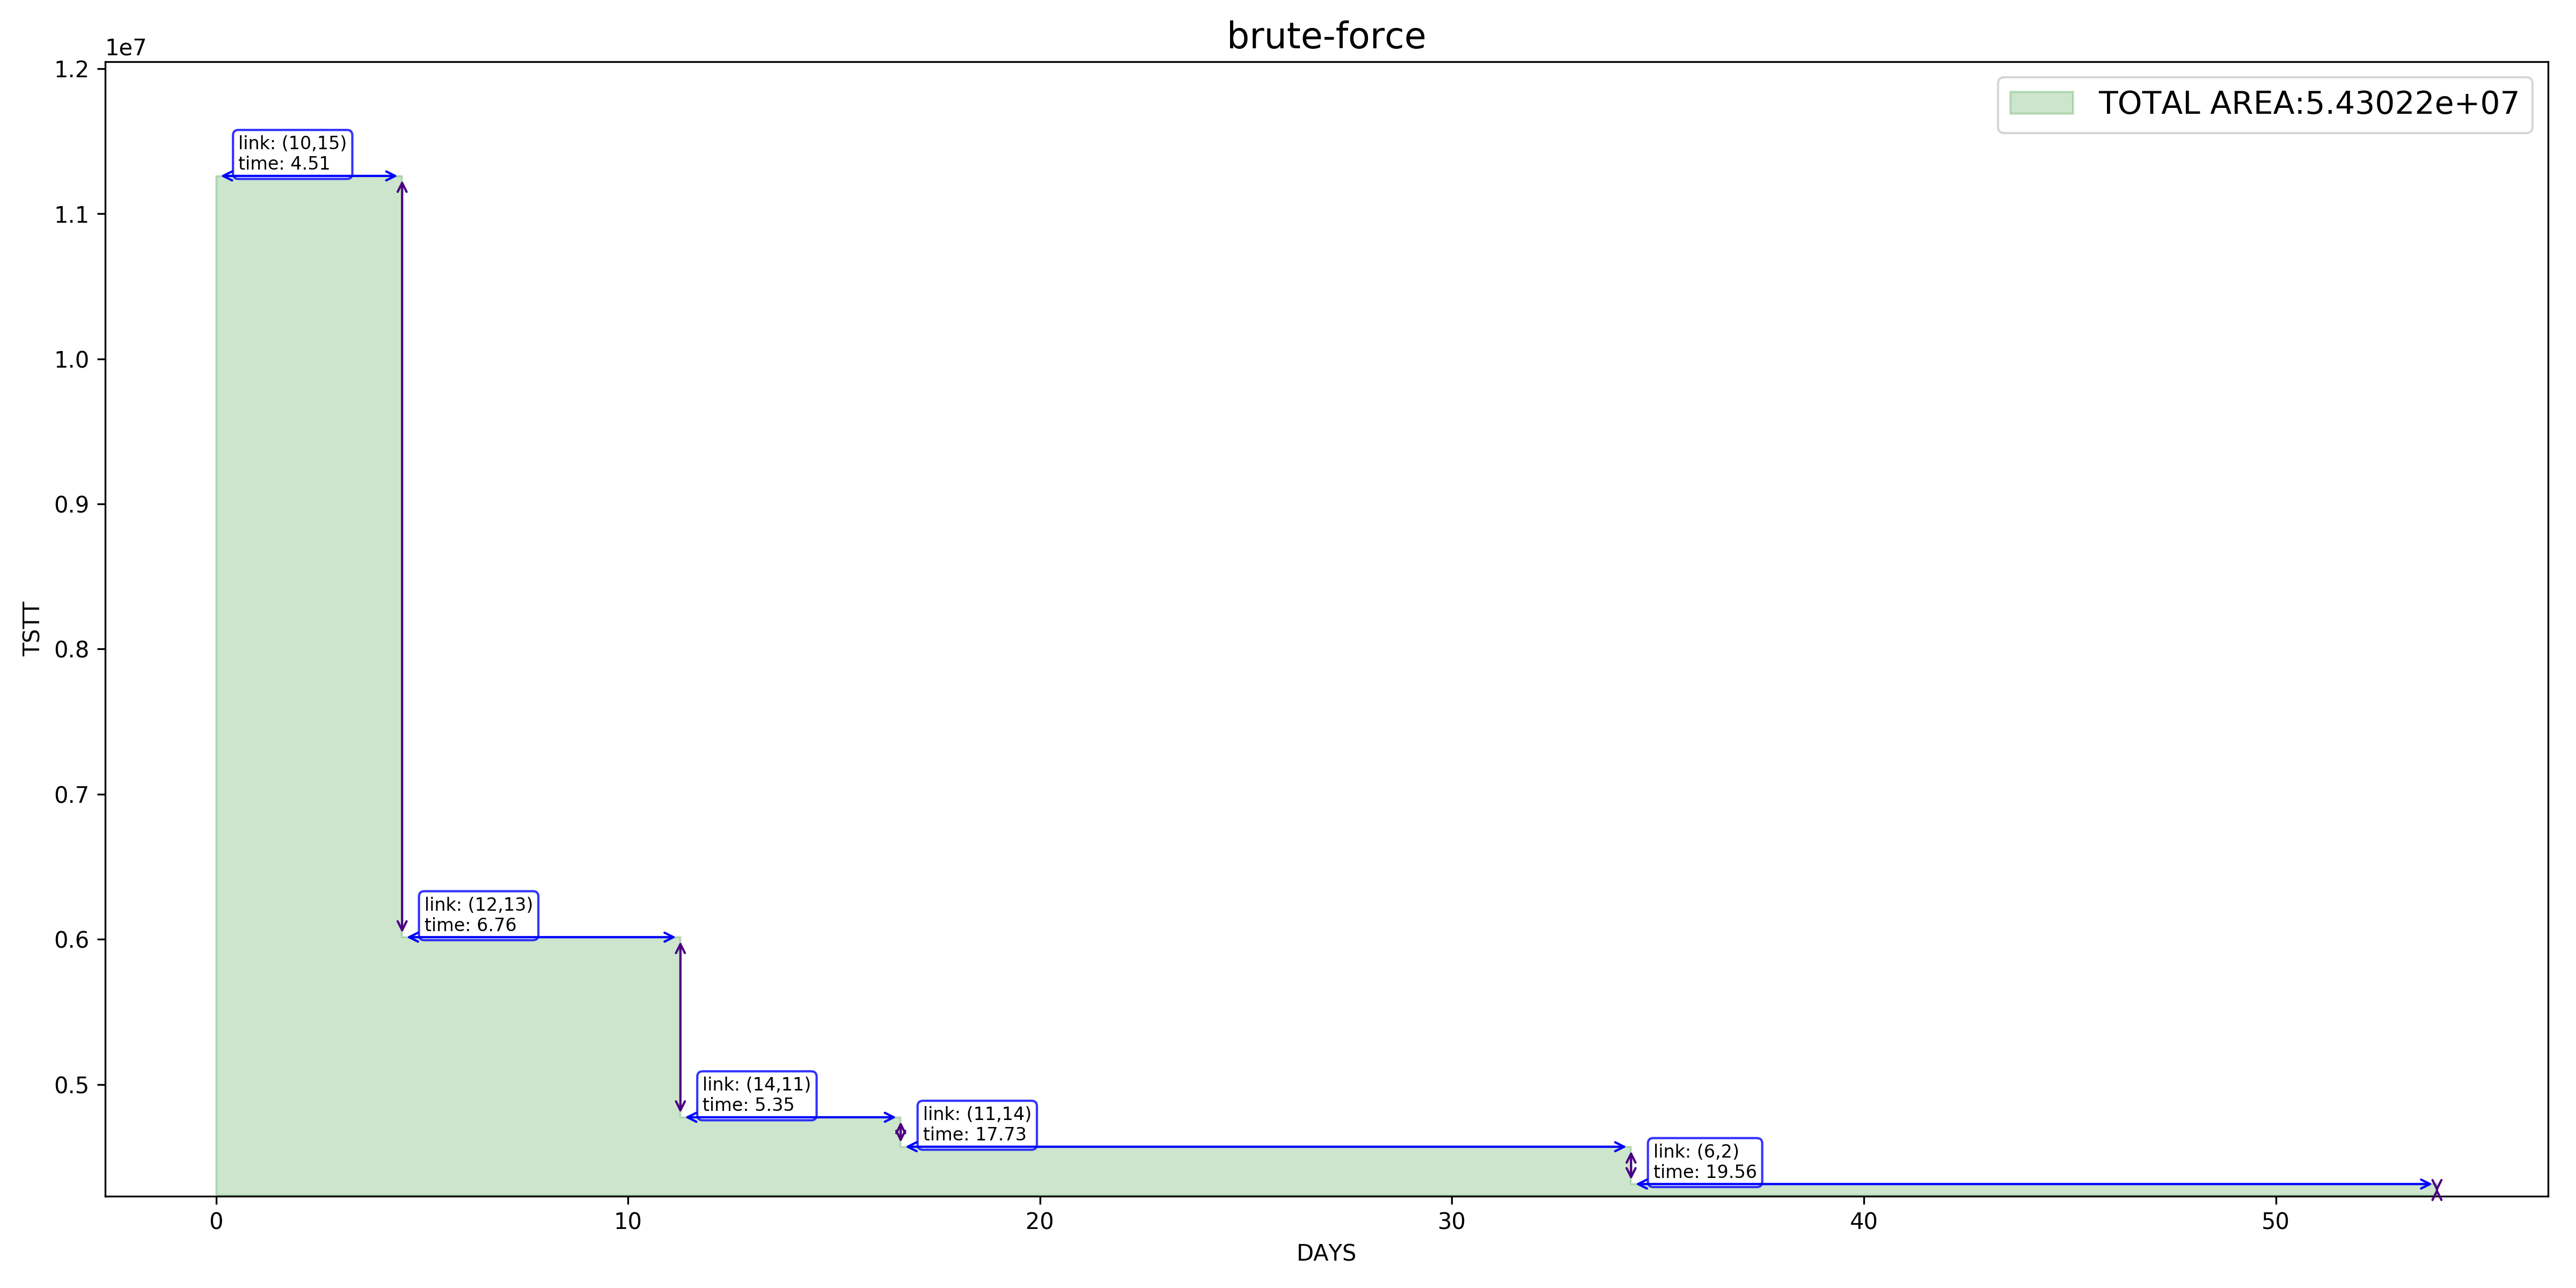 brute-force
1e7
TOTAL AREA:5.43022e+07
1.2
1.1
1.0
0.9
0.8
0.7
0.6
0.5
TSTT
link: (10,15)
time: 4.51
link: (12,13)
time: 6.76
link: (14,11)
time: 5.35
link: (11,14)
time: 17.73
link: (6,2)
time: 19.56
0 10 20 30 40 50
DAYS